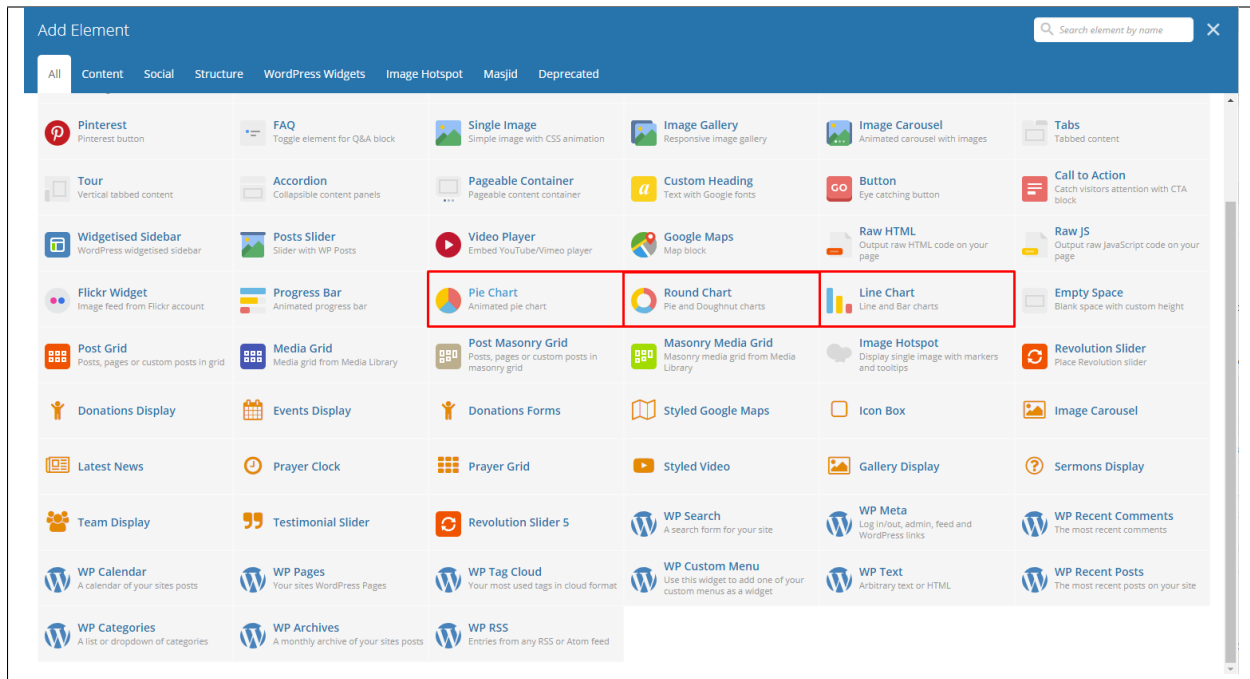 Add Element
Search element by name
All Content Social Structure WordPress Widgets Image Hotspot Masjid Deprecated
Pinterest
Pinterest button
FAQ
Toggle element for Q&A block
Single Image
Simple image with CSS animation
Image Gallery
Responsive image gallery
Image Carousel
Animated carousel with images
Tabs
Tabbed content
Tour
Vertical tabbed content
Accordion
Collapsible content panels
Pageable Container
Pageable content container
Custom Heading
Text with Google fonts
GO
Button
Eye catching button
Call to Action
Catch visitors attention with CTA
block
Widgetised Sidebar
WordPress widgetised sidebar
Posts Slider
Slider with WP Posts
Video Player
Embed YouTube/Vimeo player
Google Maps
Map block
Raw HTML
Output raw HTML code on your
page
Raw JS
Output raw JavaScript code on your
page
Flickr Widget
Image feed from Flickr account
Progress Bar
Animated progress bar
Pie Chart
Animated pie chart
Round Chart
Pie and Doughnut charts
Line Chart
Line and Bar charts
Empty Space
Blank space with custom height
Post Grid
Posts, pages or custom posts in grid
Media Grid
Media grid from Media Library
Post Masonry Grid
Posts, pages or custom posts in
masonry grid
Masonry Media Grid
Masonry media grid from Media
Library
Image Hotspot
Display single image with markers
and tooltips
Revolution Slider
Place Revolution slider
Donations Display
Events Display
Donations Forms
Styled Google Maps
Icon Box
Image Carousel
Latest News
Prayer Clock
Prayer Grid
Styled Video
Gallery Display
Sermons Display
Team Display
Testimonial Slider
Revolution Slider 5
WP Search
A search form for your site
WP Meta
Log in/out, admin, feed and
WordPress links
WP Recent Comments
The most recent comments
WP Calendar
A calendar of your sites posts
WP Pages
Your sites WordPress Pages
WP Tag Cloud
Your most used tags in cloud format
WP Custom Menu
Use this widget to add one of your
custom menus as a widget
WP Text
Arbitrary text or HTML
WP Recent Posts
The most recent posts on your site
WP Categories
A list or dropdown of categories
WP Archives
A monthly archive of your sites posts
WP RSS
Entries from any RSS or Atom feed